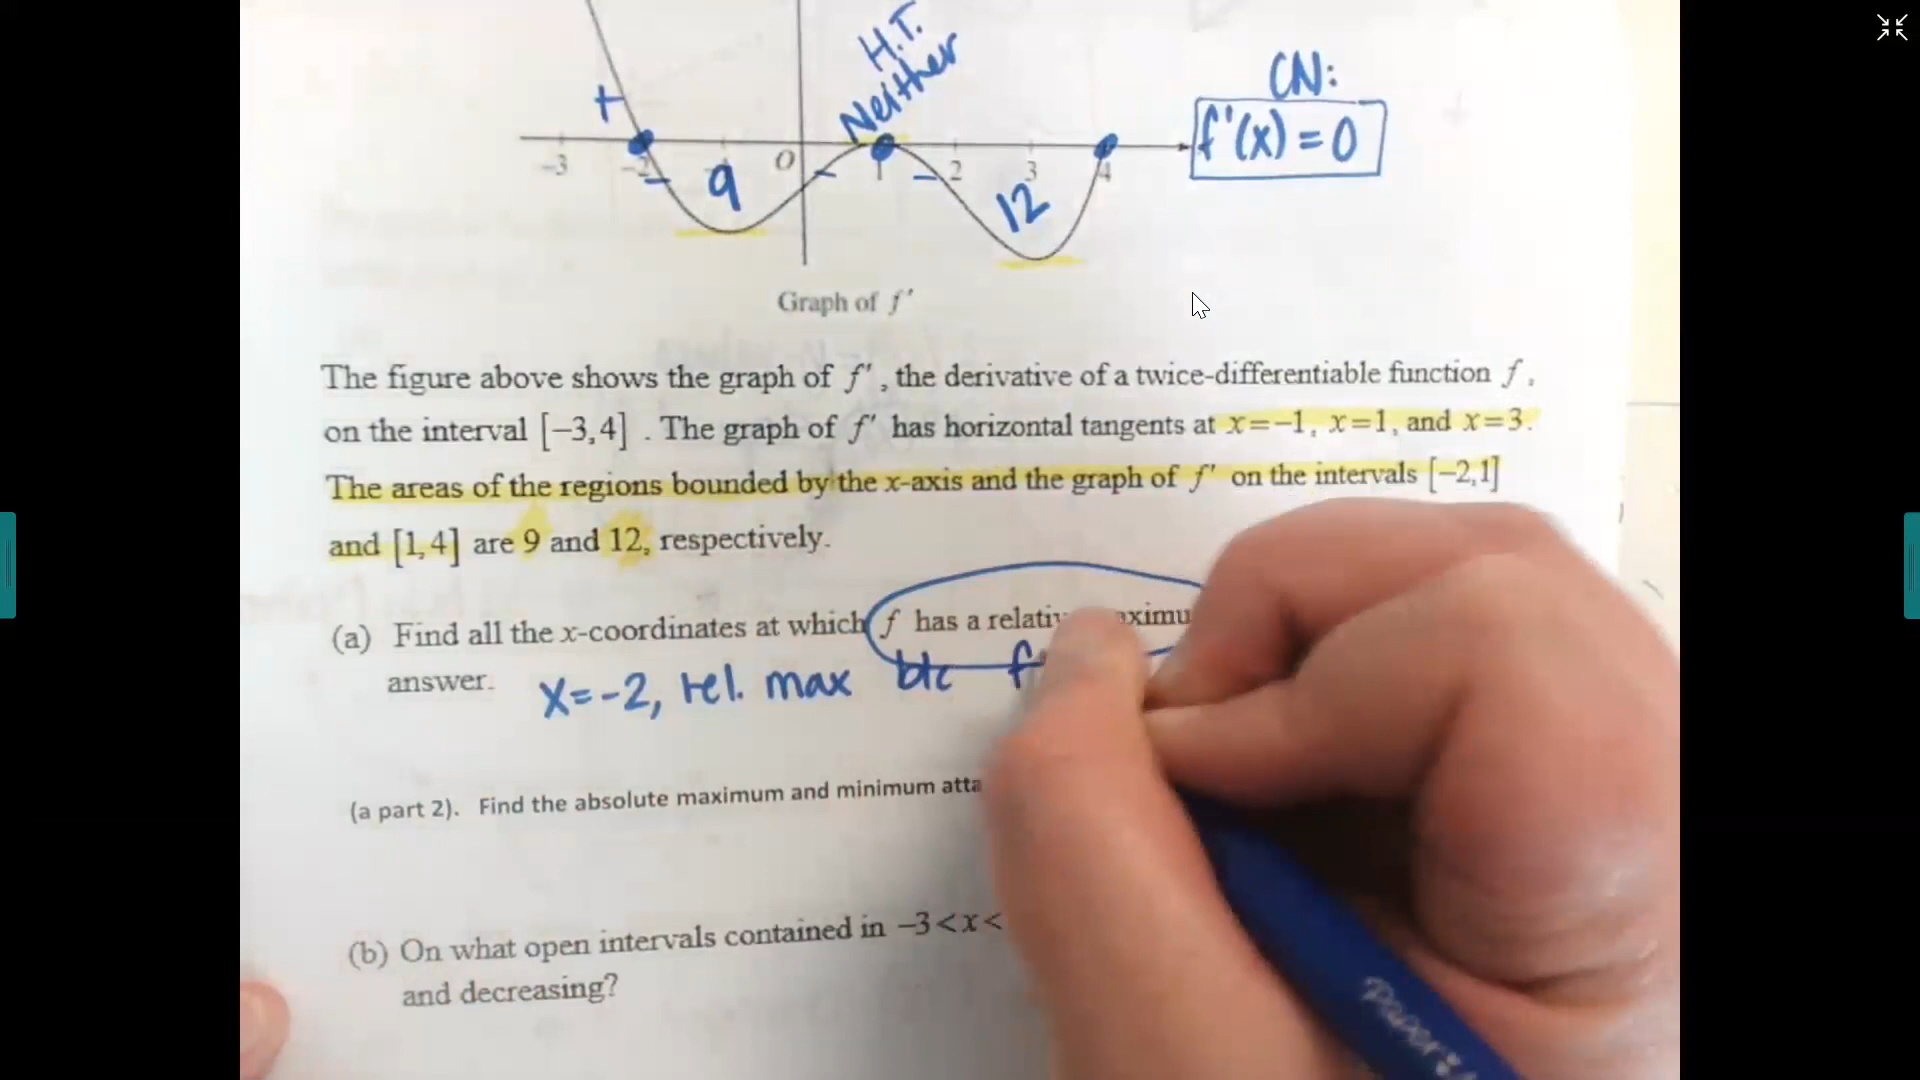 H.T.
Neither
CN:
f'(x) = 0
+
-3 -2 O 1 2 3 4
− 9 − − 12
Graph of f'
The figure above shows the graph of f', the derivative of a twice-differentiable function f,
on the interval [−3,4] . The graph of f' has horizontal tangents at x=−1, x=1, and x=3.
The areas of the regions bounded by the x-axis and the graph of f' on the intervals [−2,1]
and [1,4] are 9 and 12, respectively.
(a) Find all the x-coordinates at which f has a
answer.
x=-2, rel. max b/c f
(a part 2). Find the absolute maximum and minimum
(b) On what open intervals contained in −3<x<
and decreasing?